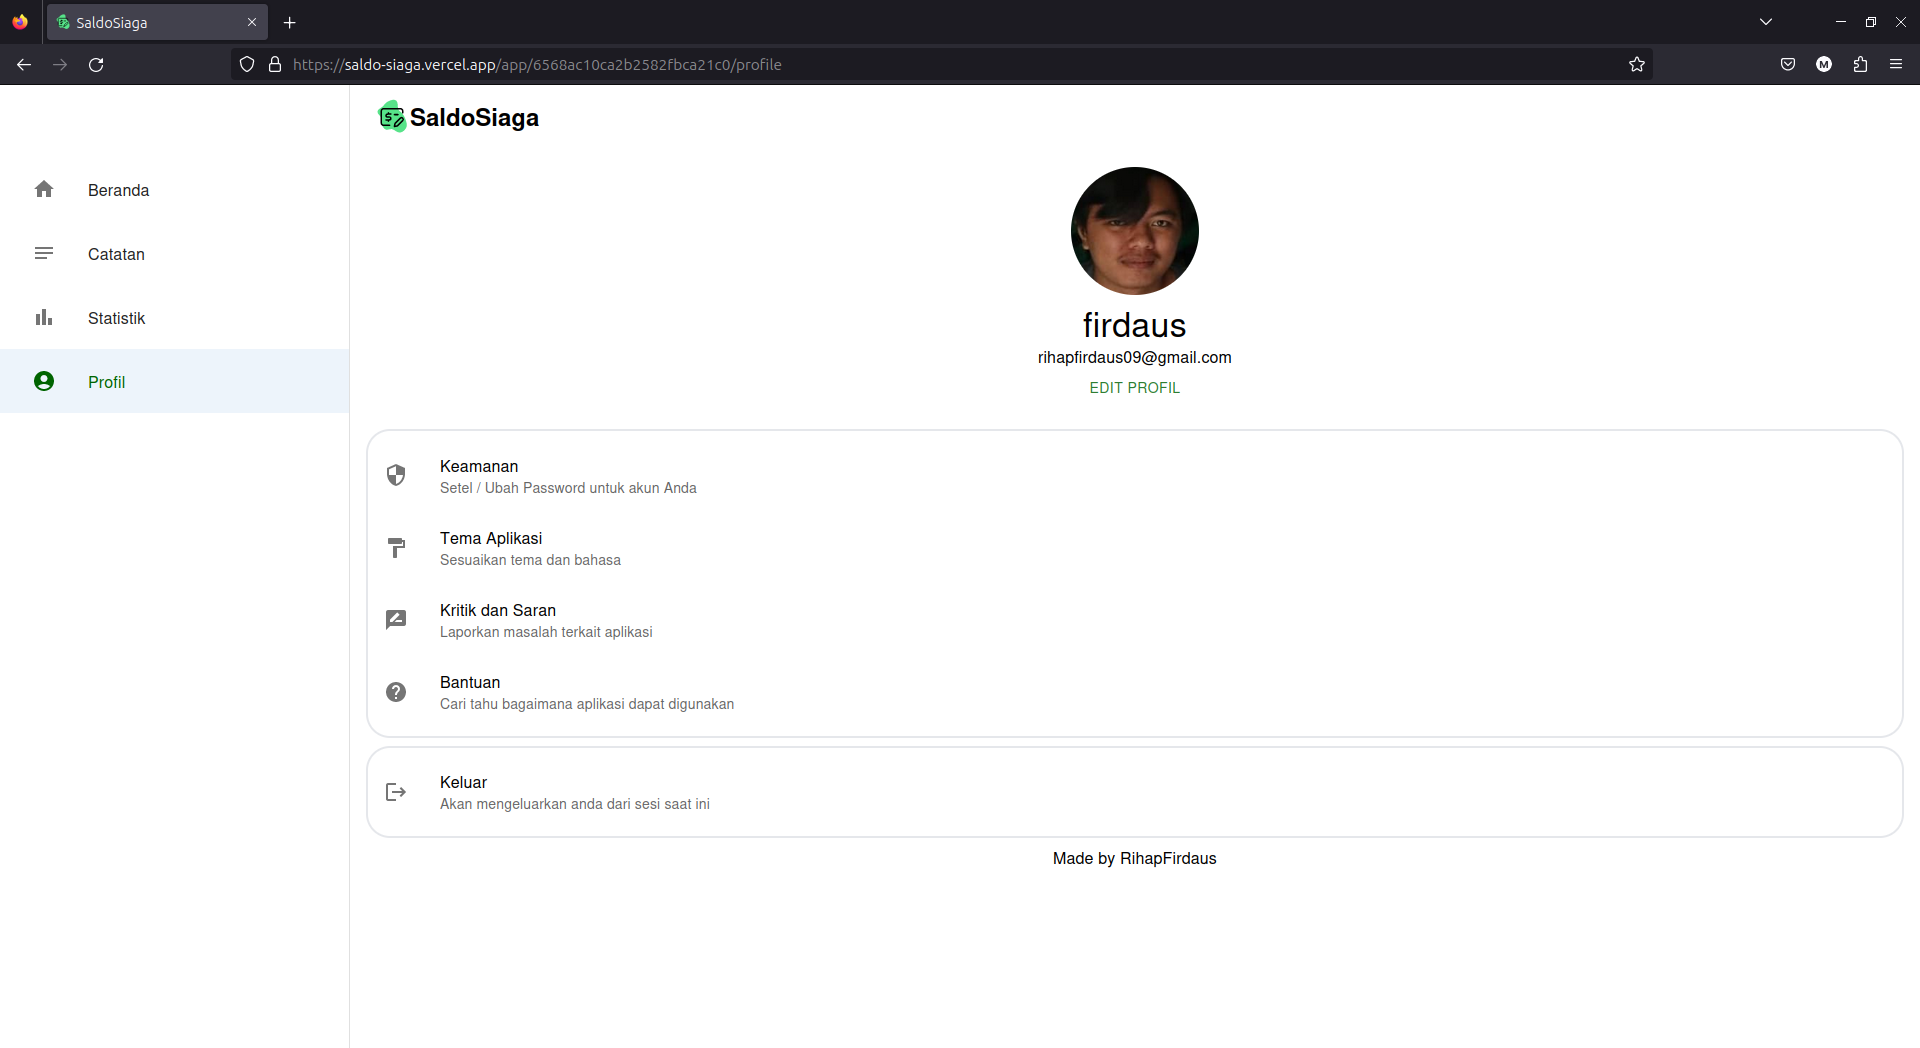 SaldoSiaga
https://saldo-siaga.vercel.app/app/6568ac10ca2b2582fbca21c0/profile
M
SaldoSiaga
Beranda
Catatan
Statistik
Profil
firdaus
rihapfirdaus09@gmail.com
EDIT PROFIL
Keamanan
Setel / Ubah Password untuk akun Anda
Tema Aplikasi
Sesuaikan tema dan bahasa
Kritik dan Saran
Laporkan masalah terkait aplikasi
Bantuan
Cari tahu bagaimana aplikasi dapat digunakan
Keluar
Akan mengeluarkan anda dari sesi saat ini
Made by RihapFirdaus